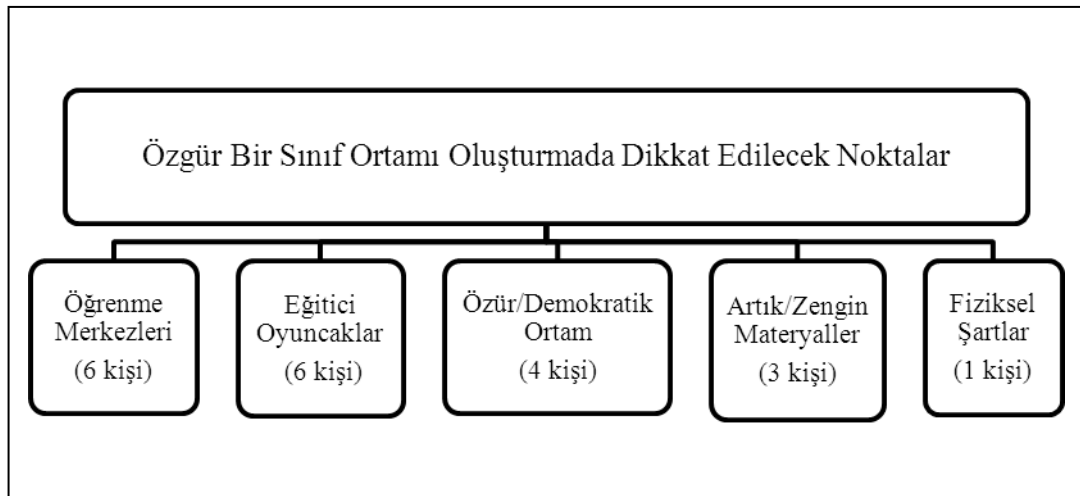 Özgür Bir Sınıf Ortamı Oluşturmada Dikkat Edilecek Noktalar
Öğrenme
Merkezleri
(6 kişi)
Eğitici
Oyuncaklar
(6 kişi)
Özür/Demokratik
Ortam
(4 kişi)
Artık/Zengin
Materyaller
(3 kişi)
Fiziksel
Şartlar
(1 kişi)